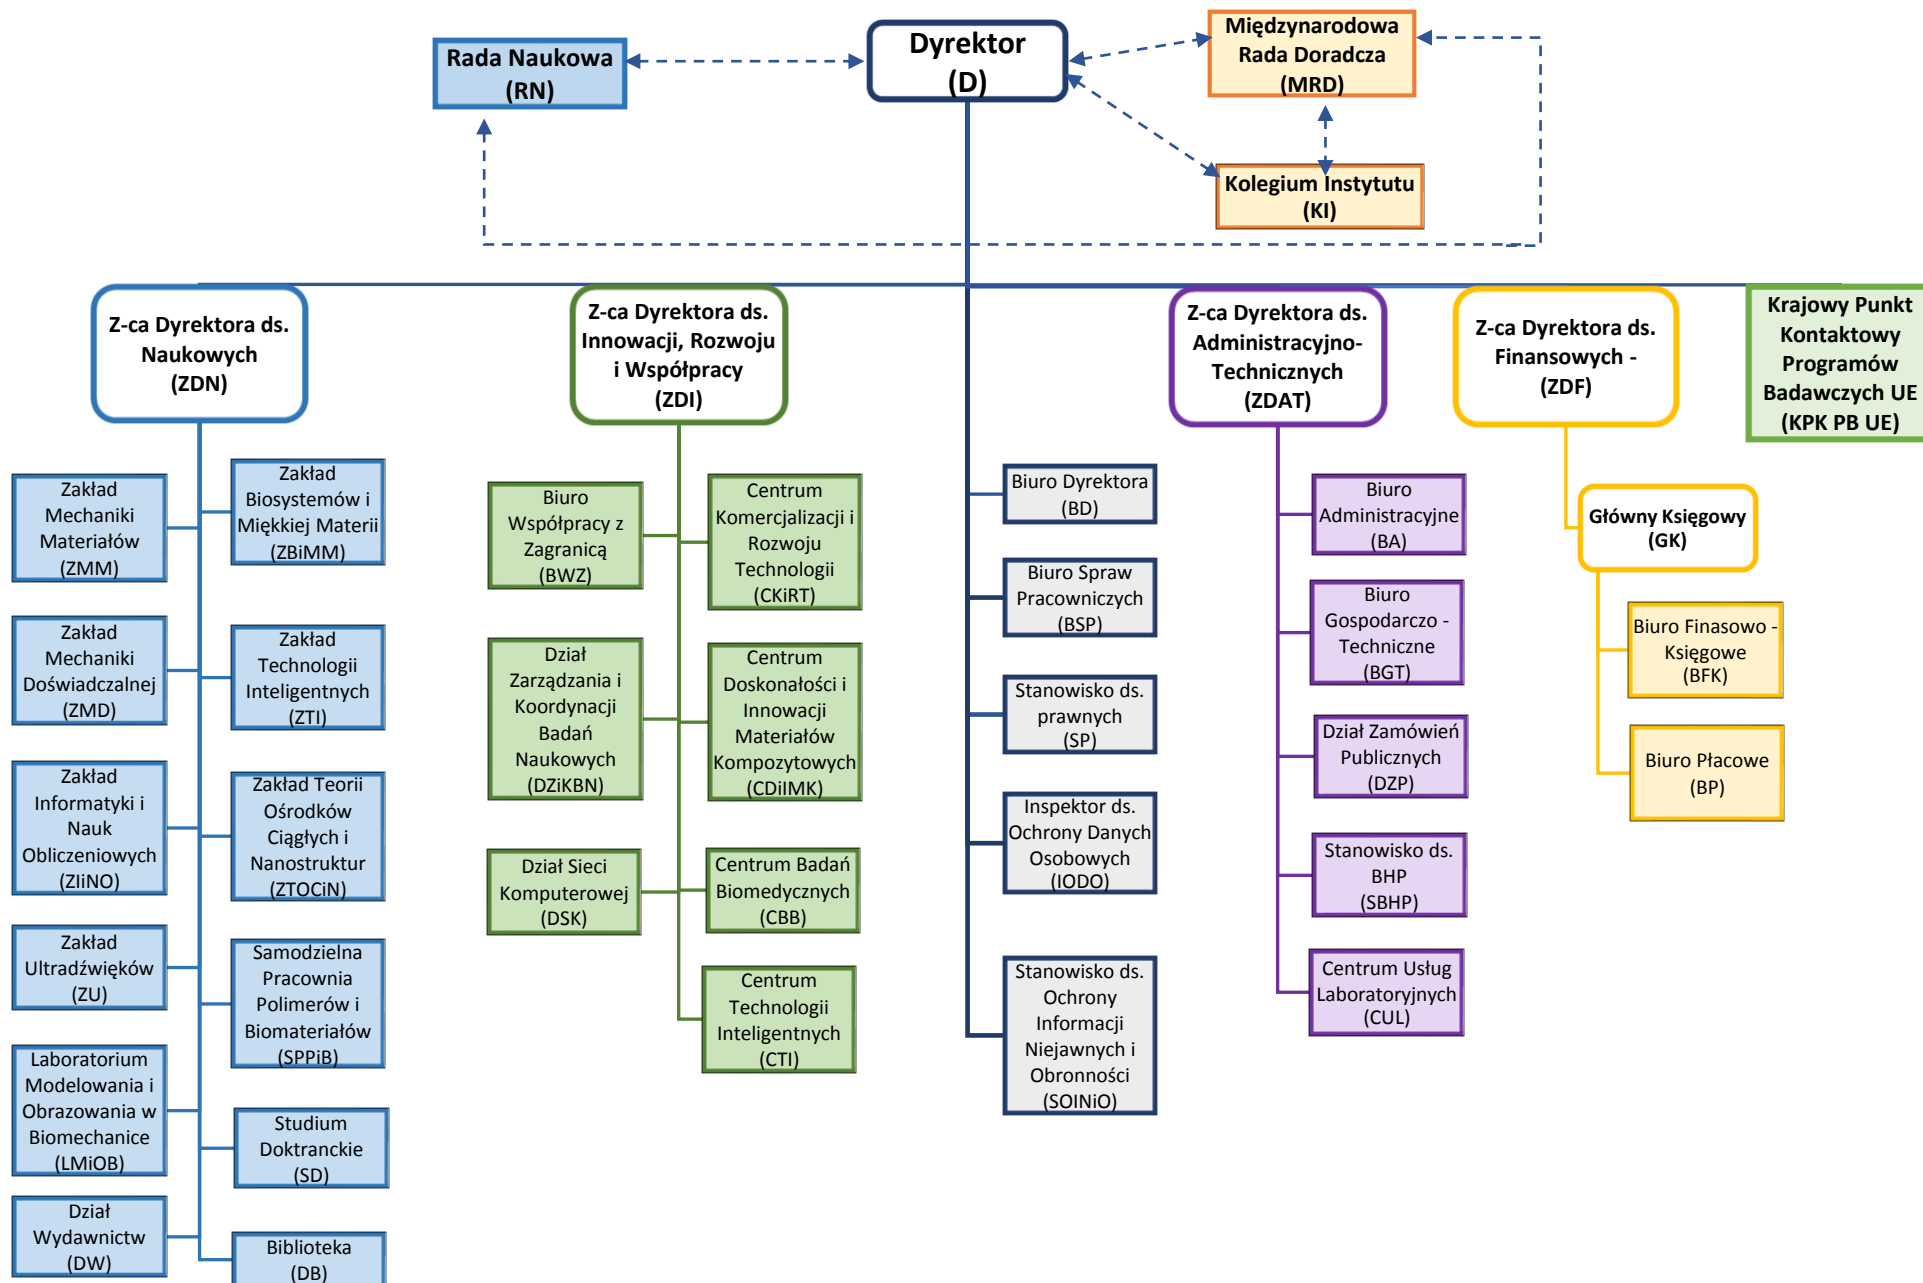 Rada Naukowa
(RN)
Dyrektor
(D)
Międzynarodowa
Rada Doradcza
(MRD)
Kolegium Instytutu
(KI)
Z-ca Dyrektora ds.
Naukowych
(ZDN)
Z-ca Dyrektora ds.
Innowacji, Rozwoju
i Współpracy
(ZDI)
Z-ca Dyrektora ds.
Administracyjno-
Technicznych
(ZDAT)
Z-ca Dyrektora ds.
Finansowych -
(ZDF)
Krajowy Punkt
Kontaktowy
Programów
Badawczych UE
(KPK PB UE)
Zakład
Mechaniki
Materiałów
(ZMM)
Zakład
Biosystemów i
Miękkiej Materii
(ZBiMM)
Zakład
Mechaniki
Doświadczalnej
(ZMD)
Zakład
Technologii
Inteligentnych
(ZTI)
Zakład
Informatyki i
Nauk
Obliczeniowych
(ZIiNO)
Zakład Teorii
Ośrodków
Ciągłych i
Nanostruktur
(ZTOCiN)
Zakład
Ultradźwięków
(ZU)
Samodzielna
Pracownia
Polimerów i
Biomateriałów
(SPPiB)
Laboratorium
Modelowania i
Obrazowania w
Biomechanice
(LMiOB)
Studium
Doktranckie
(SD)
Dział
Wydawnictw
(DW)
Biblioteka
(DB)
Biuro
Współpracy z
Zagranicą
(BWZ)
Centrum
Komercjalizacji i
Rozwoju
Technologii
(CKiRT)
Dział
Zarządzania i
Koordynacji
Badań
Naukowych
(DZiKBN)
Centrum
Doskonałości i
Innowacji
Materiałów
Kompozytowych
(CDiIMK)
Dział Sieci
Komputerowej
(DSK)
Centrum Badań
Biomedycznych
(CBB)
Centrum
Technologii
Inteligentnych
(CTI)
Biuro Dyrektora
(BD)
Biuro Spraw
Pracowniczych
(BSP)
Stanowisko ds.
prawnych
(SP)
Inspektor ds.
Ochrony Danych
Osobowych
(IODO)
Stanowisko ds.
Ochrony
Informacji
Niejawnych i
Obronności
(SOINiO)
Biuro
Administracyjne
(BA)
Biuro
Gospodarczo -
Techniczne
(BGT)
Dział Zamówień
Publicznych
(DZP)
Stanowisko ds.
BHP
(SBHP)
Centrum Usług
Laboratoryjnych
(CUL)
Główny Księgowy
(GK)
Biuro Finasowo -
Księgowe
(BFK)
Biuro Płacowe
(BP)